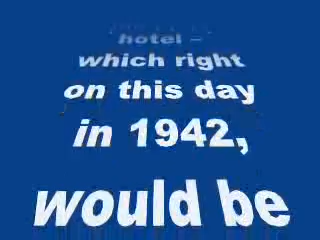 hotel –
which right
on this day
in 1942,
would be